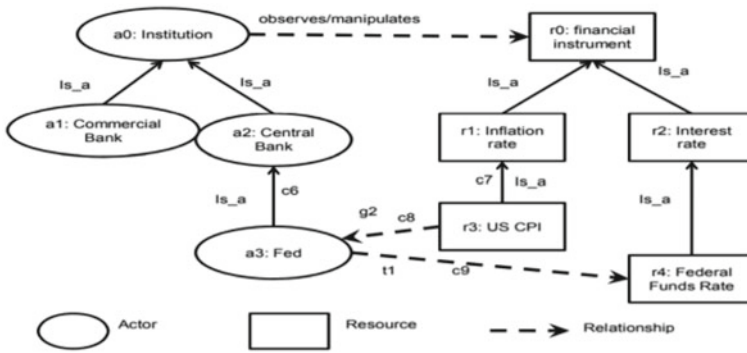 observes/manipulates
a0: Institution
r0: financial
instrument
Is_a
Is_a
Is_a
Is_a
a1: Commercial
Bank
a2: Central
Bank
r1: Inflation
rate
r2: Interest
rate
Is_a
c6
c7
Is_a
Is_a
g2
c8
r3: US CPI
a3: Fed
t1
c9
r4: Federal
Funds Rate
Actor
Resource
Relationship